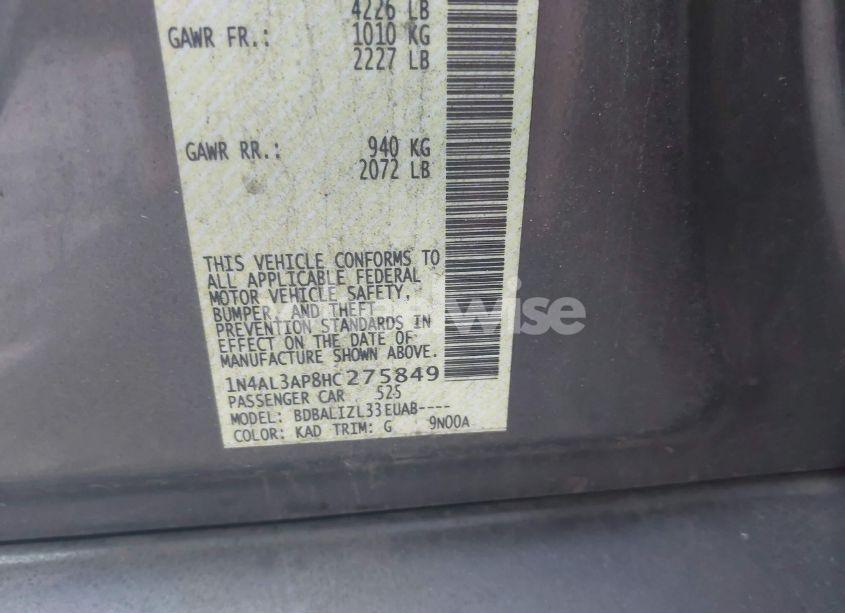 4226 LB
GAWR FR.: 1010 KG
2227 LB
GAWR RR.: 940 KG
2072 LB
THIS VEHICLE CONFORMS TO
ALL APPLICABLE FEDERAL
MOTOR VEHICLE SAFETY,
BUMPER, AND THEFT
PREVENTION STANDARDS IN
EFFECT ON THE DATE OF
MANUFACTURE SHOWN ABOVE.
1N4AL3AP8HC275849
PASSENGER CAR 525
MODEL: BDBALIZL33EUAB----
COLOR: KAD TRIM: G 9N00A